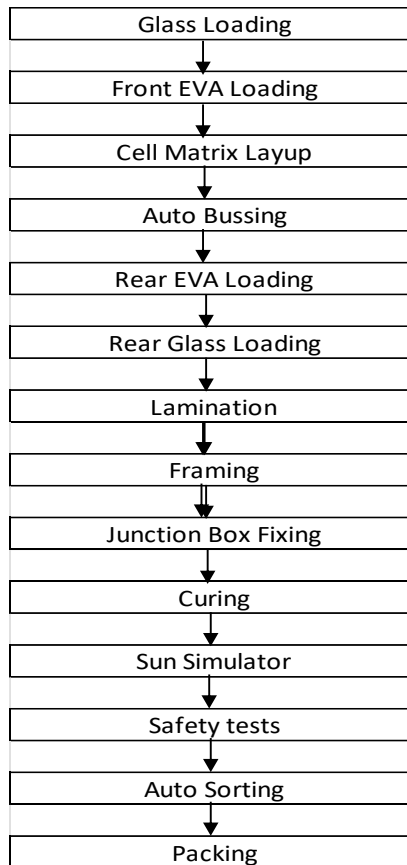 Glass Loading
Front EVA Loading
Cell Matrix Layup
Auto Bussing
Rear EVA Loading
Rear Glass Loading
Lamination
Framing
Junction Box Fixing
Curing
Sun Simulator
Safety tests
Auto Sorting
Packing